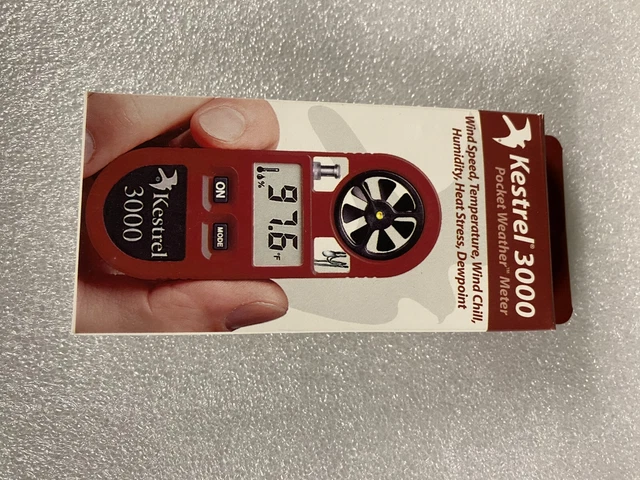 Kestrel® 3000
Pocket Weather™ Meter
Wind Speed, Temperature, Wind Chill,
Humidity, Heat Stress, Dewpoint
%
97.6 °F
ON
MODE
Kestrel
3000